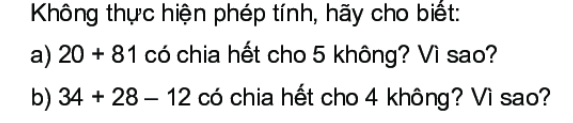 Không thực hiện phép tính, hãy cho biết:
a) 20 + 81 có chia hết cho 5 không? Vì sao?
b) 34 + 28 – 12 có chia hết cho 4 không? Vì sao?